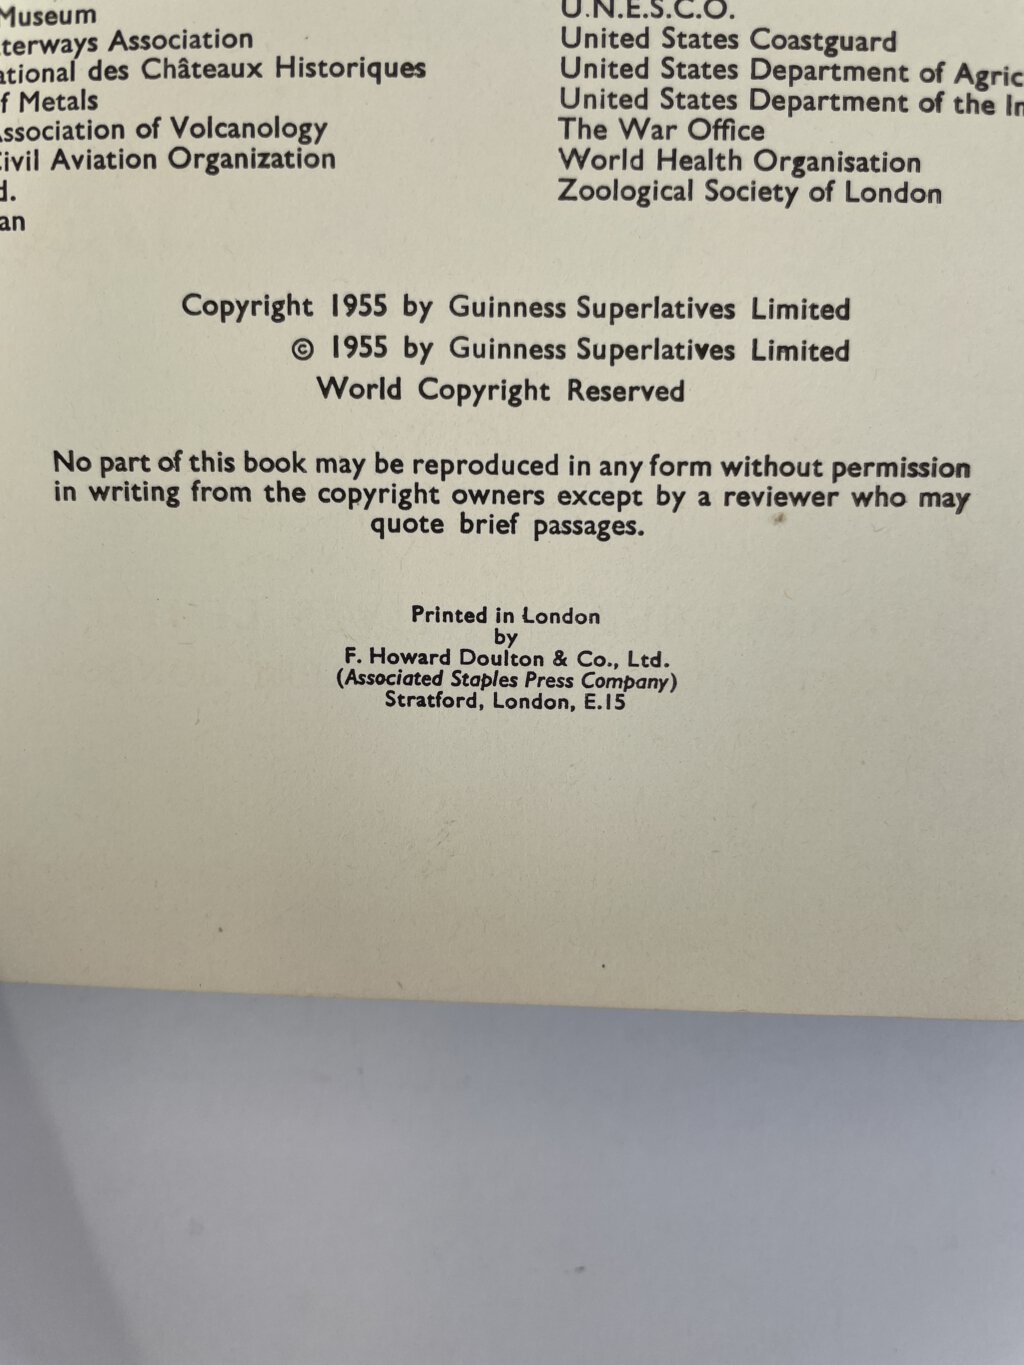 Museum
terways Association
ational des Châteaux Historiques
f Metals
ssociation of Volcanology
ivil Aviation Organization
d.
an
U.N.E.S.C.O.
United States Coastguard
United States Department of Agric
United States Department of the In
The War Office
World Health Organisation
Zoological Society of London
Copyright 1955 by Guinness Superlatives Limited
© 1955 by Guinness Superlatives Limited
World Copyright Reserved
No part of this book may be reproduced in any form without permission
in writing from the copyright owners except by a reviewer who may
quote brief passages.
Printed in London
by
F. Howard Doulton & Co., Ltd.
(Associated Staples Press Company)
Stratford, London, E.15